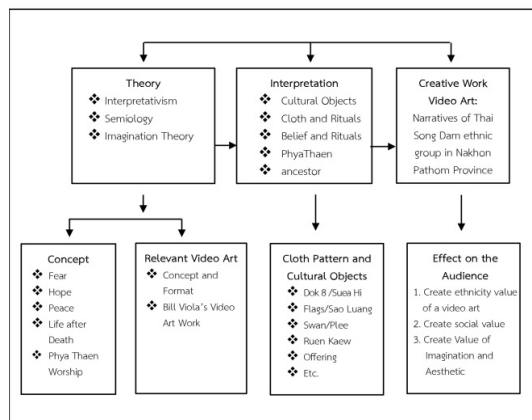 Theory
Interpretativism
Semiology
Imagination Theory
Interpretation
Cultural Objects
Cloth and Rituals
Belief and Rituals
PhyaThaen
ancestor
Creative Work
Video Art:
Narratives of Thai
Song Dam ethnic
group in Nakhon
Pathom Province
Concept
Fear
Hope
Peace
Life after
Death
Phya Thaen
Worship
Relevant Video Art
Concept and
Format
Bill Viola's Video
Art Work
Cloth Pattern and
Cultural Objects
Dok 8 /Suea Hi
Flags/Sao Luang
Swan/Plee
Ruen Kaew
Offering
Etc.
Effect on the
Audience
1. Create ethnicity value
of a video art
2. Create social value
3. Create Value of
Imagination and
Aesthetic